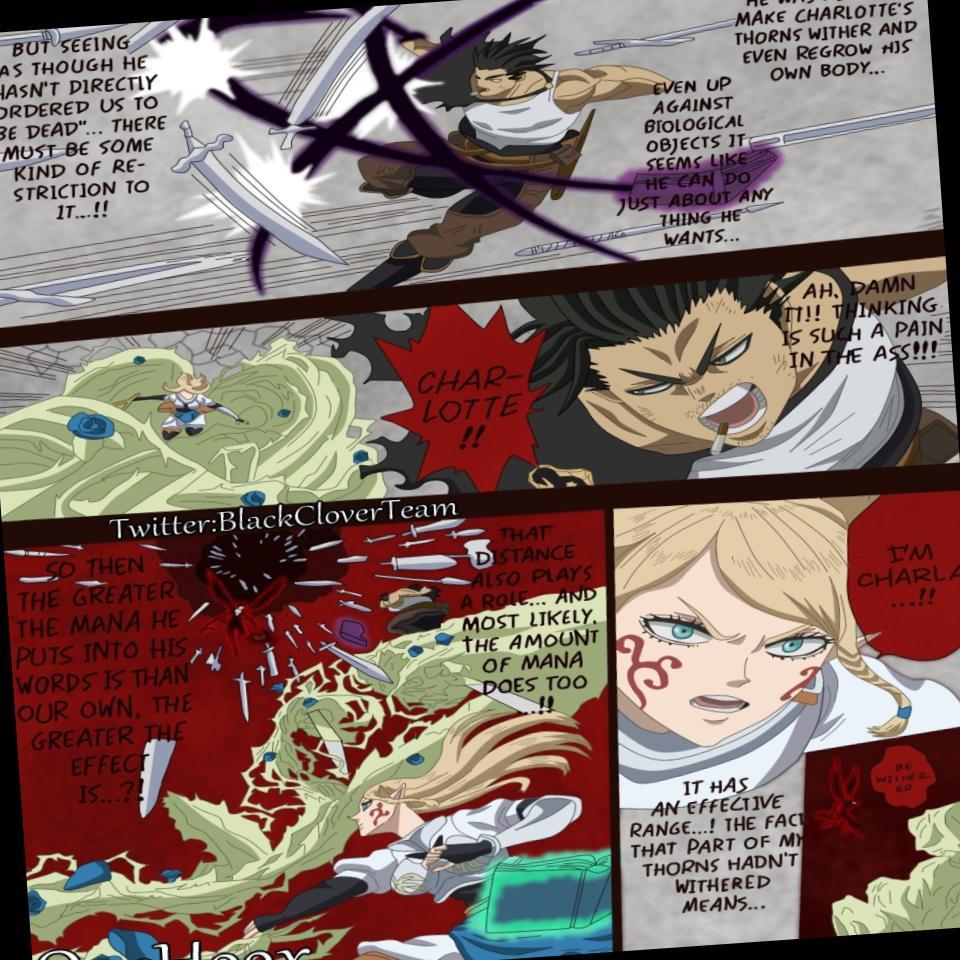 MAKE CHARLOTTE'S
THORNS WITHER AND
EVEN REGROW HIS
OWN BODY...
EVEN UP
AGAINST
BIOLOGICAL
OBJECTS IT
SEEMS LIKE
HE CAN DO
JUST ABOUT ANY
THING HE
WANTS...
BUT SEEING
AS THOUGH HE
HASN'T DIRECTLY
ORDERED US TO
BE DEAD"... THERE
MUST BE SOME
KIND OF RE-
STRICTION TO
IT...!!
AH, DAMN
IT!! THINKING
IS SUCH A PAIN
IN THE ASS!!!
CHAR-
LOTTE
!!
Twitter:BlackCloverTeam
I'M
CHARLA
...!!
IT HAS
AN EFFECTIVE
RANGE...! THE FACT
THAT PART OF MY
THORNS HADN'T
WITHERED
MEANS...
BE
WITHER-
ED
THAT
DISTANCE
ALSO PLAYS
A ROLE... AND
MOST LIKELY,
THE AMOUNT
OF MANA
DOES TOO
...!!
SO THEN
THE GREATER
THE MANA HE
PUTS INTO HIS
WORDS IS THAN
OUR OWN, THE
GREATER THE
EFFECT
IS...?!